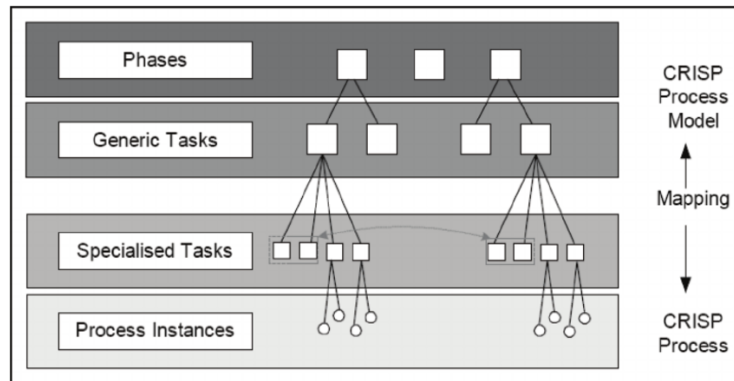 Phases
CRISP
Process
Model
Generic Tasks
Mapping
Specialised Tasks
CRISP
Process
Process Instances